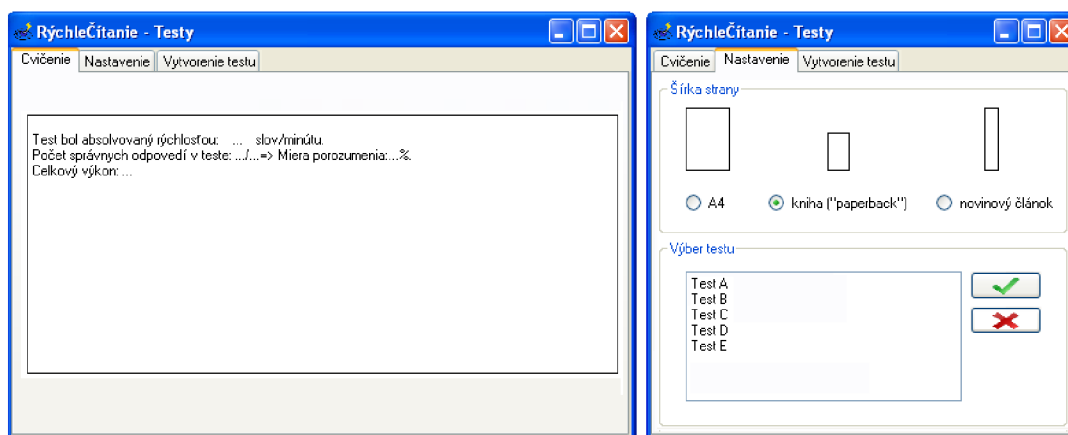 RýchleČítanie - Testy
Cvičenie Nastavenie Vytvorenie testu
Test bol absolvovaný rýchlosťou: ... slov/minútu.
Počet správnych odpovedí v teste: .../...=> Miera porozumenia:...%.
Celkový výkon: ...
RýchleČítanie - Testy
Cvičenie Nastavenie Vytvorenie testu
Šírka strany
A4 kniha ("paperback") novinový článok
Výber testu
Test A
Test B
Test C
Test D
Test E